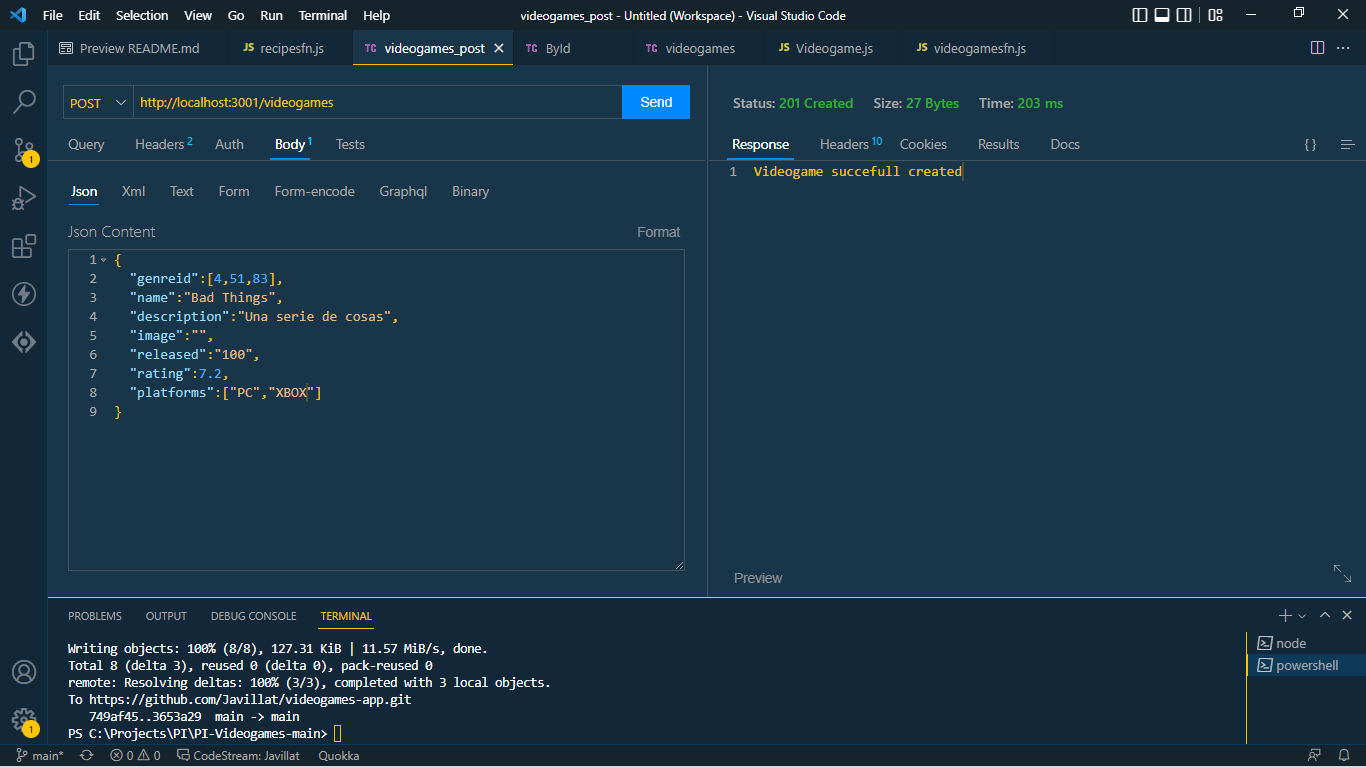 File Edit Selection View Go Run Terminal Help
videogames_post - Untitled (Workspace) - Visual Studio Code
Preview README.md
JS recipesfn.js
TC videogames_post
TC ById
TC videogames
JS Videogame.js
JS videogamesfn.js
POST http://localhost:3001/videogames Send
Query Headers 2 Auth Body 1 Tests
Json Xml Text Form Form-encode Graphql Binary
Json Content Format
1 {
2 "genreid":[4,51,83],
3 "name":"Bad Things",
4 "description":"Una serie de cosas",
5 "image":"",
6 "released":"100",
7 "rating":7.2,
8 "platforms":["PC","XBOX"]
9 }
Status: 201 Created Size: 27 Bytes Time: 203 ms
Response Headers 10 Cookies Results Docs {}
1 Videogame succefull created
Preview
1
1
PROBLEMS OUTPUT DEBUG CONSOLE TERMINAL
Writing objects: 100% (8/8), 127.31 KiB | 11.57 MiB/s, done.
Total 8 (delta 3), reused 0 (delta 0), pack-reused 0
remote: Resolving deltas: 100% (3/3), completed with 3 local objects.
To https://github.com/Javillat/videogames-app.git
749af45..3653a29 main -> main
PS C:\Projects\PI\PI-Videogames-main>
node
powershell
main* 0 0 CodeStream: Javillat Quokka